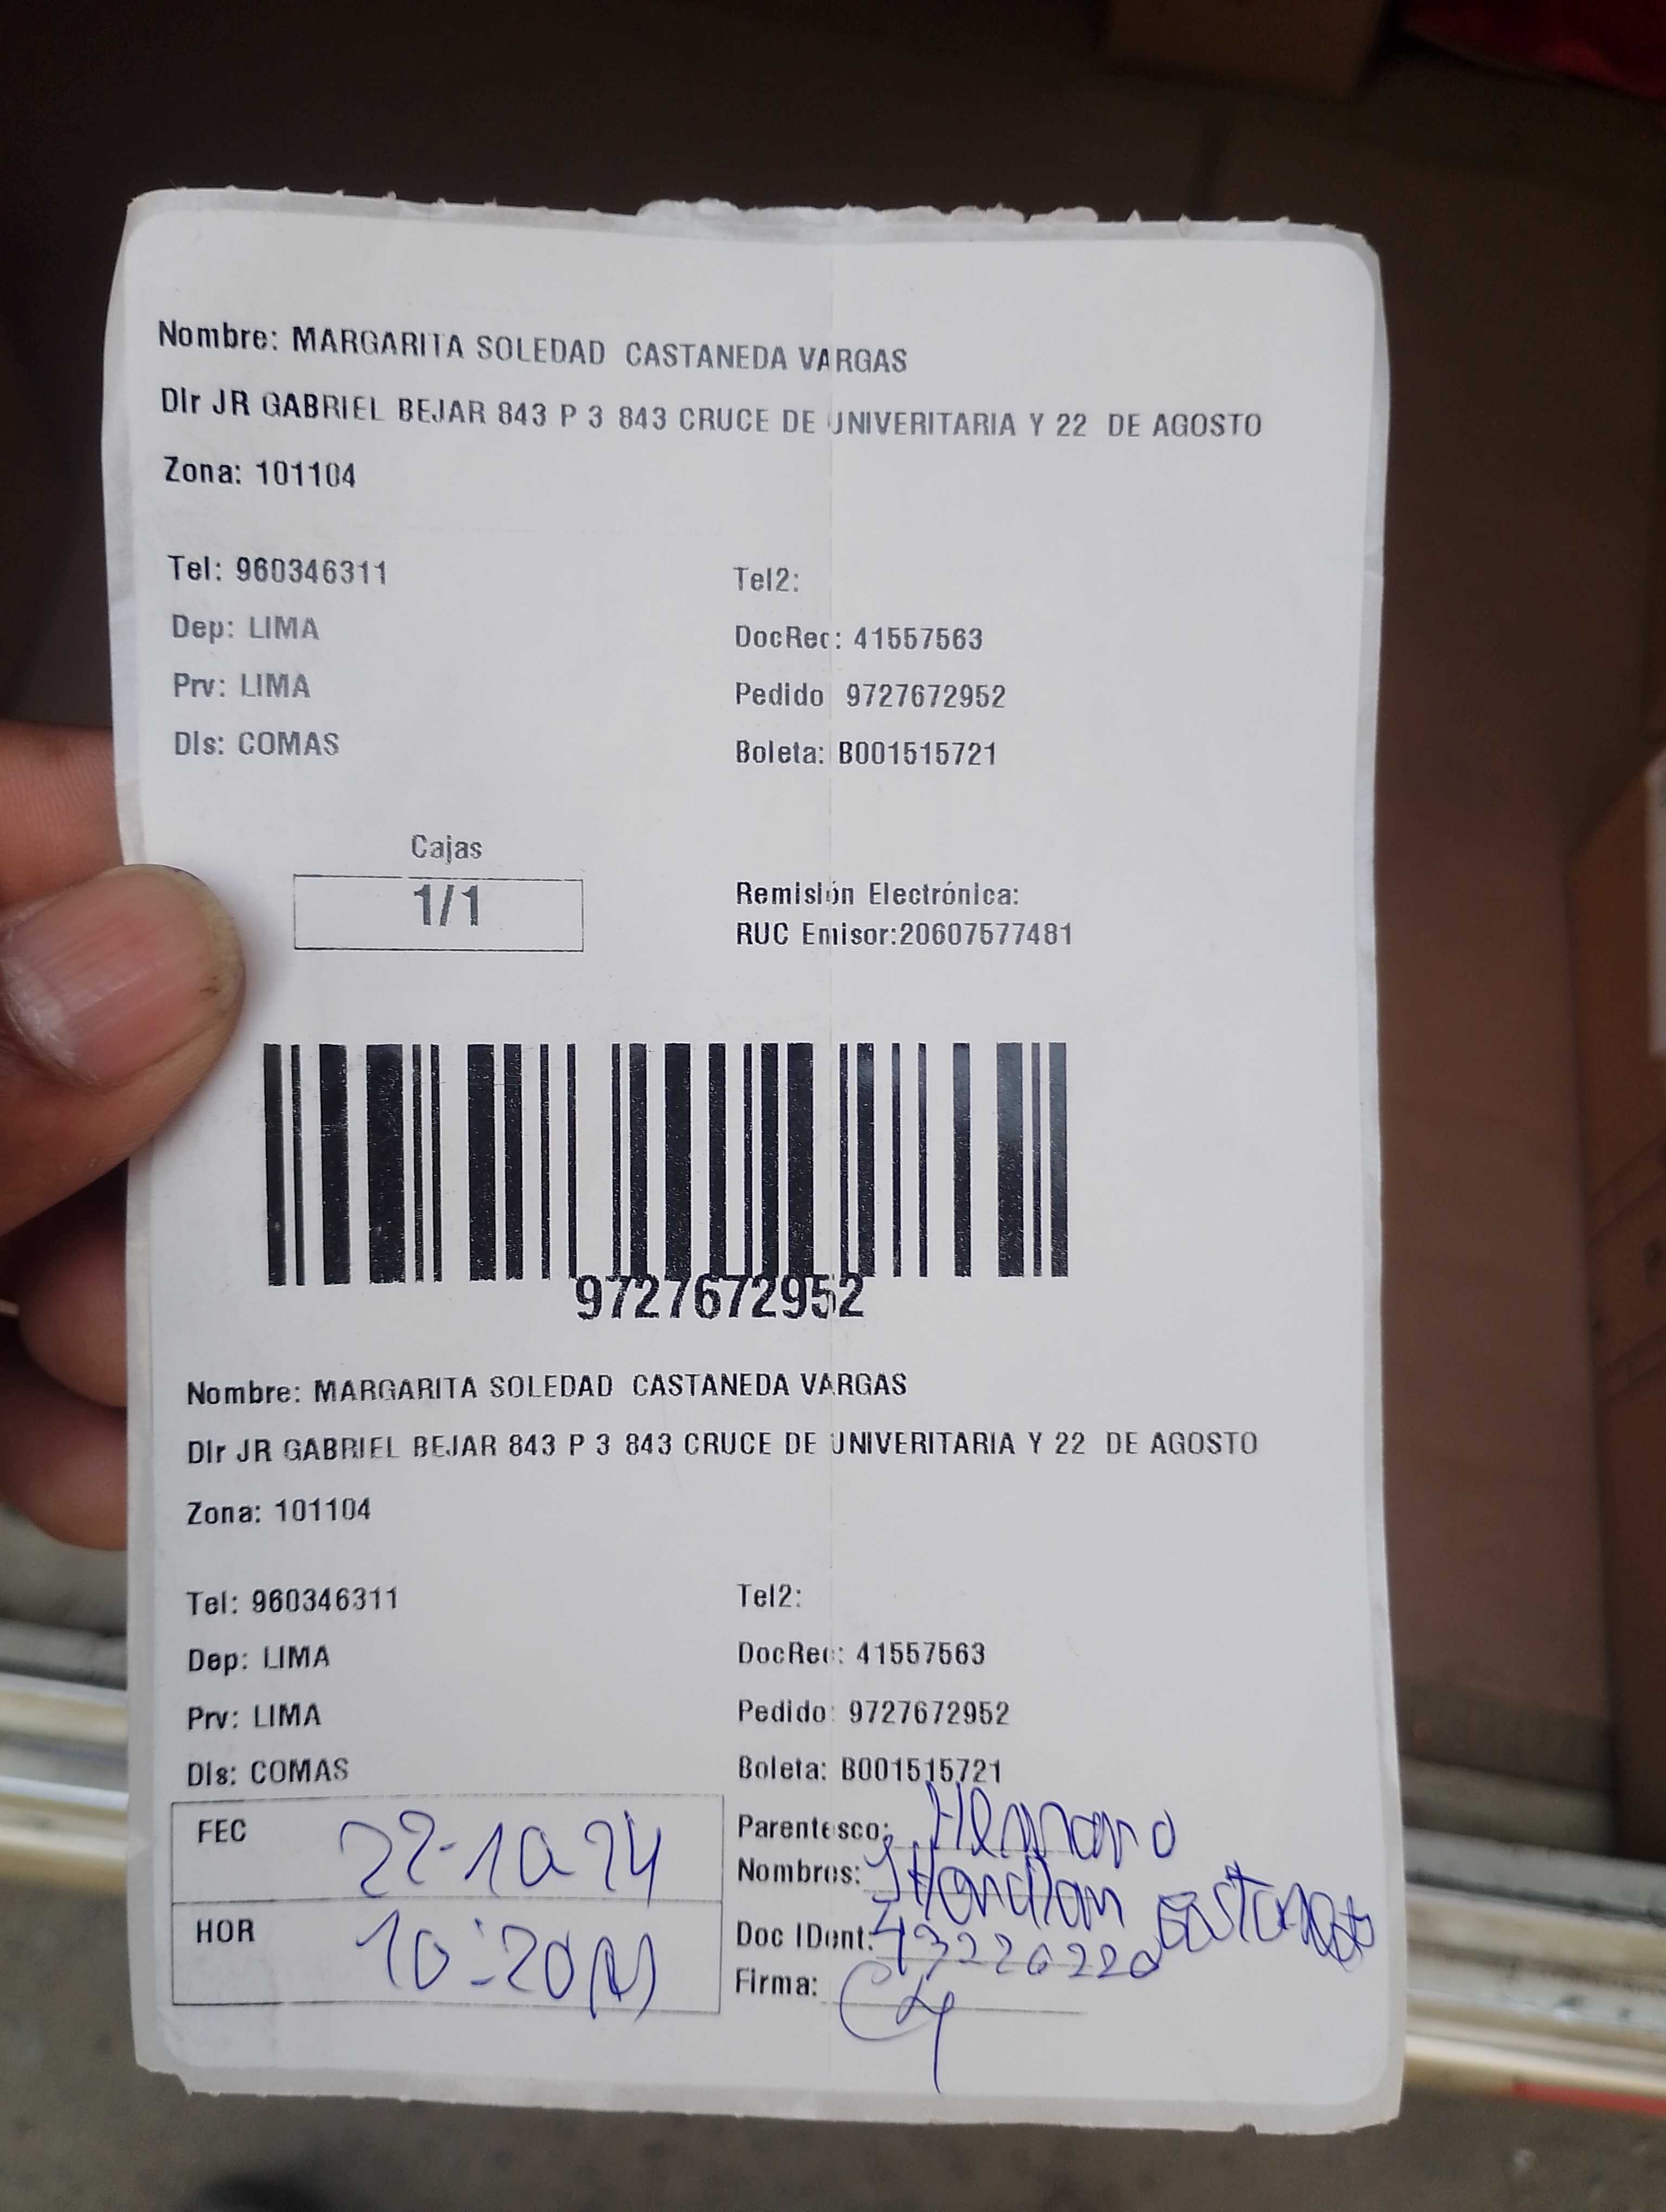 Nombre: MARGARITA SOLEDAD CASTANEDA VARGAS
DIr JR GABRIEL BEJAR 843 P 3 843 CRUCE DE UNIVERITARIA Y 22 DE AGOSTO
Zona: 101104
Tel: 960346311 Tel2:
Dep: LIMA DocRec: 41557563
Prv: LIMA Pedido 9727672952
DIs: COMAS Boleta: B001515721
Cajas
1/1
Remisión Electrónica:
RUC Emisor:20607577481
9727672952
Nombre: MARGARITA SOLEDAD CASTANEDA VARGAS
DIr JR GABRIEL BEJAR 843 P 3 843 CRUCE DE UNIVERITARIA Y 22 DE AGOSTO
Zona: 101104
Tel: 960346311 Tel2:
Dep: LIMA DocRec: 41557563
Prv: LIMA Pedido: 9727672952
DIs: COMAS Boleta: B001515721
FEC 22-10-24
Parentesco: Hermano
Nombres:
HOR 10:20
Doc IDent:
Firma: